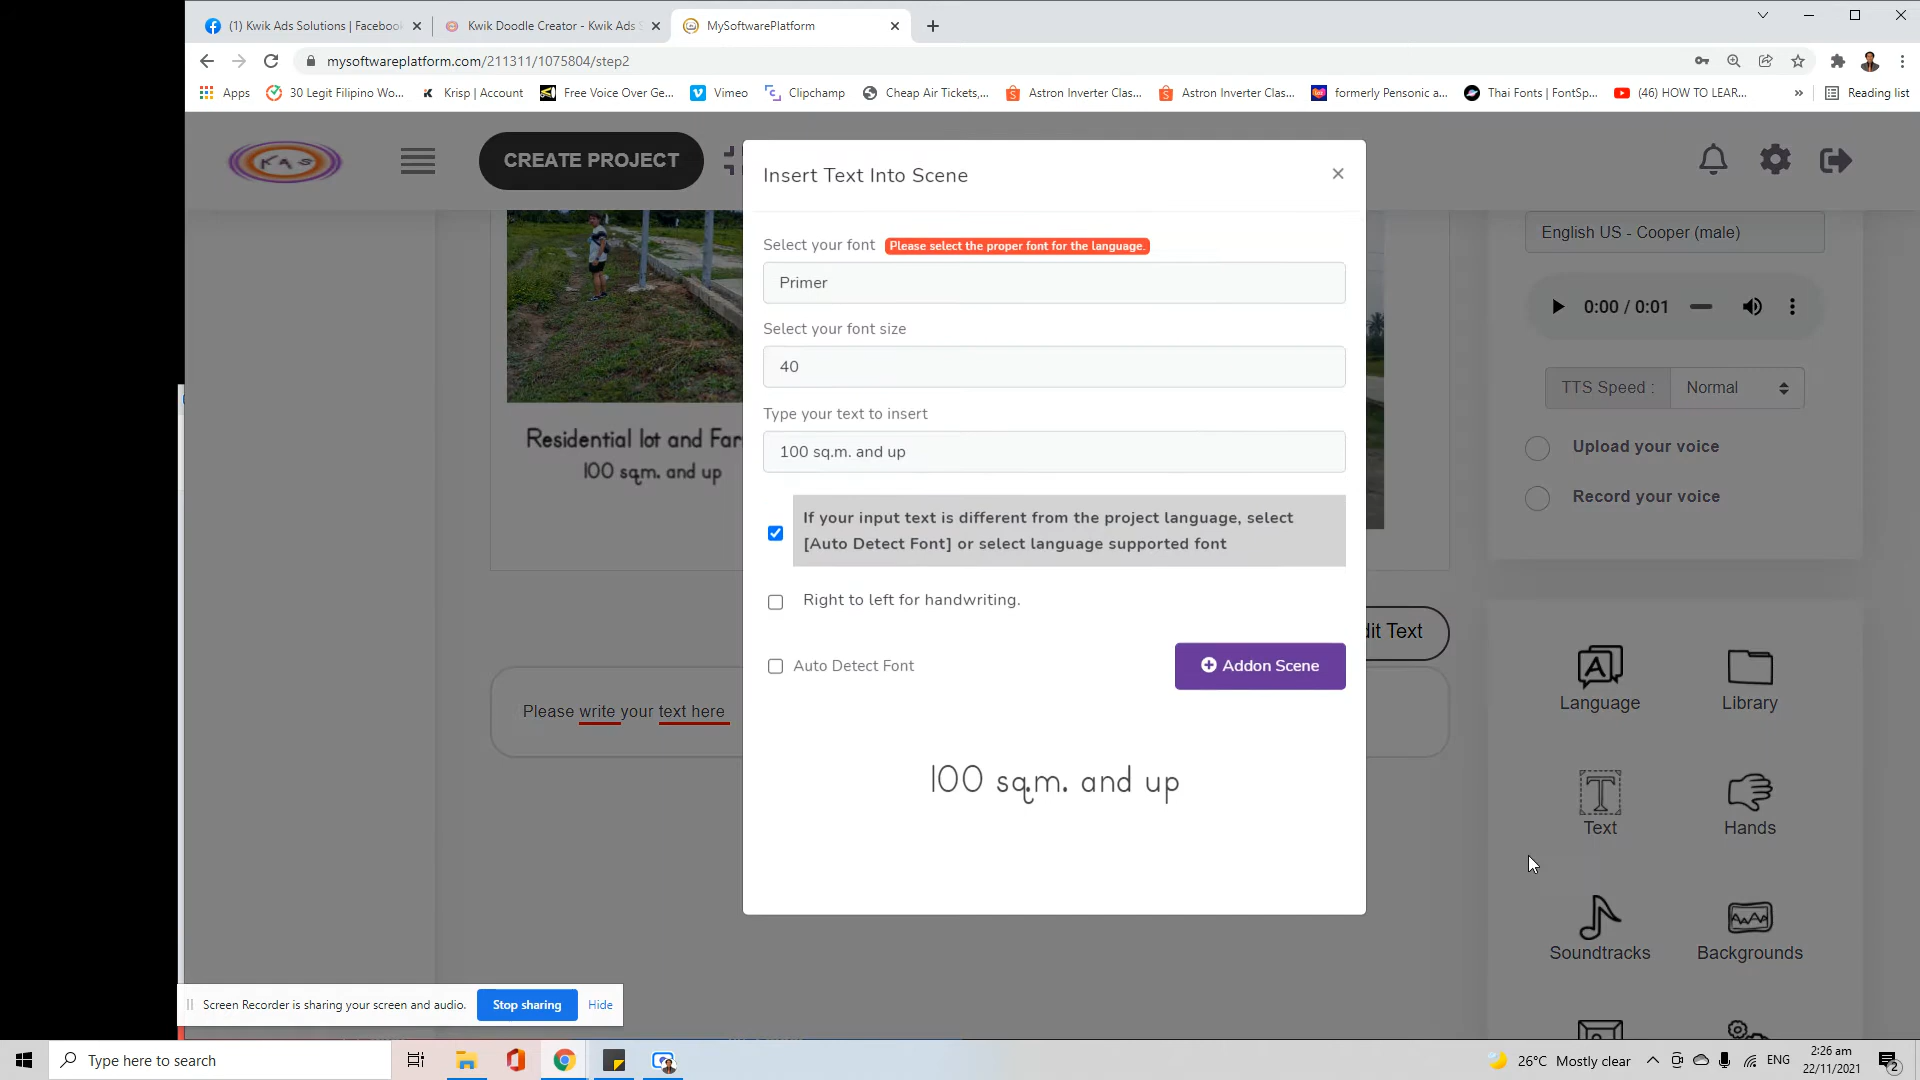 (1) Kwik Ads Solutions | Facebook
Kwik Doodle Creator - Kwik Ads S
MySoftwarePlatform
mysoftwareplatform.com/211311/1075804/step2
Apps
30 Legit Filipino Wo...
Krisp | Account
Free Voice Over Ge...
Vimeo
Clipchamp
Cheap Air Tickets,...
Astron Inverter Clas...
Astron Inverter Clas...
formerly Pensonic a...
Thai Fonts | FontSp...
(46) HOW TO LEAR...
»
Reading list
KAS
CREATE PROJECT
Insert Text Into Scene
Select your font Please select the proper font for the language.
Primer
Select your font size
40
Type your text to insert
100 sq.m. and up
If your input text is different from the project language, select
[Auto Detect Font] or select language supported font
Right to left for handwriting.
Auto Detect Font
Addon Scene
100 sq.m. and up
Residential lot and Far
100 sq.m. and up
dit Text
Please write your text here
English US - Cooper (male)
0:00 / 0:01
TTS Speed : Normal
Upload your voice
Record your voice
Language
Library
Text
Hands
Soundtracks
Backgrounds
Screen Recorder is sharing your screen and audio. Stop sharing Hide
Type here to search
26°C Mostly clear
ENG
2:26 am
22/11/2021
2